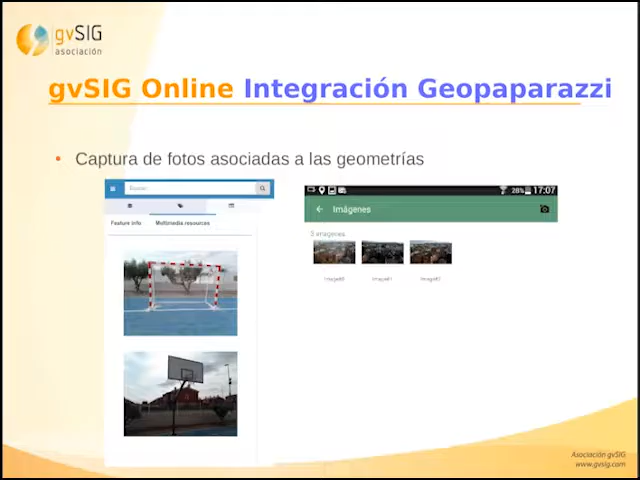 gvSIG
asociación
gvSIG Online Integración Geopaparazzi
• Captura de fotos asociadas a las geometrías
Buscar
Feature info Multimedia resources
28% 17:07
Imágenes
3 imágenes
Asociación gvSIG
www.gvsig.com